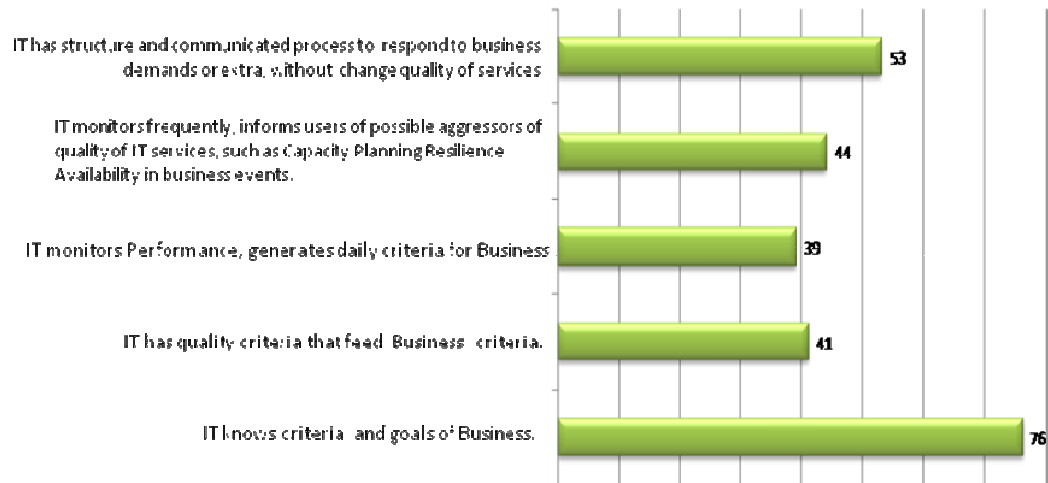 IT has structure and communicated process to respond to business
demands or extra, without change quality of services
53
IT monitors frequently, informs users of possible aggressors of
quality of IT services, such as Capacity Planning Resilience
Availability in business events.
44
IT monitors Performance, generates daily criteria for Business
39
IT has quality criteria that feed Business criteria.
41
IT knows criteria and goals of Business.
76